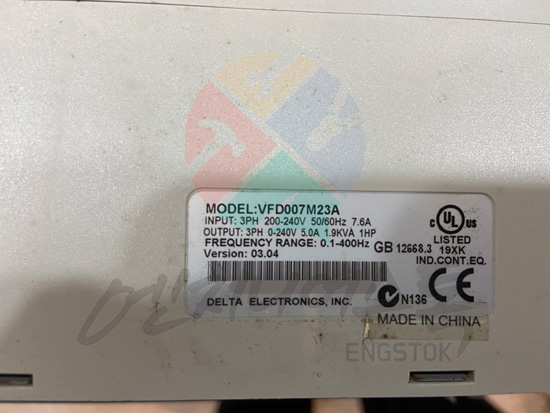 MODEL:VFD007M23A
INPUT: 3PH 200-240V 50/60Hz 7.6A
OUTPUT: 3PH 0-240V 5.0A 1.9KVA 1HP
FREQUENCY RANGE: 0.1-400Hz
Version: 03.04
GB 12668.3
C UL US
LISTED
19XK
IND.CONT.EQ.
DELTA ELECTRONICS, INC.
N136
CE
MADE IN CHINA
ENGSTOK